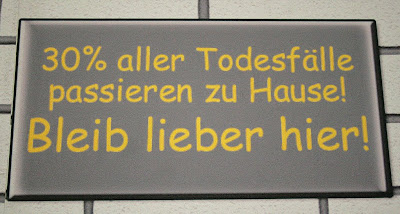 30% aller Todesfälle
passieren zu Hause!
Bleib lieber hier!